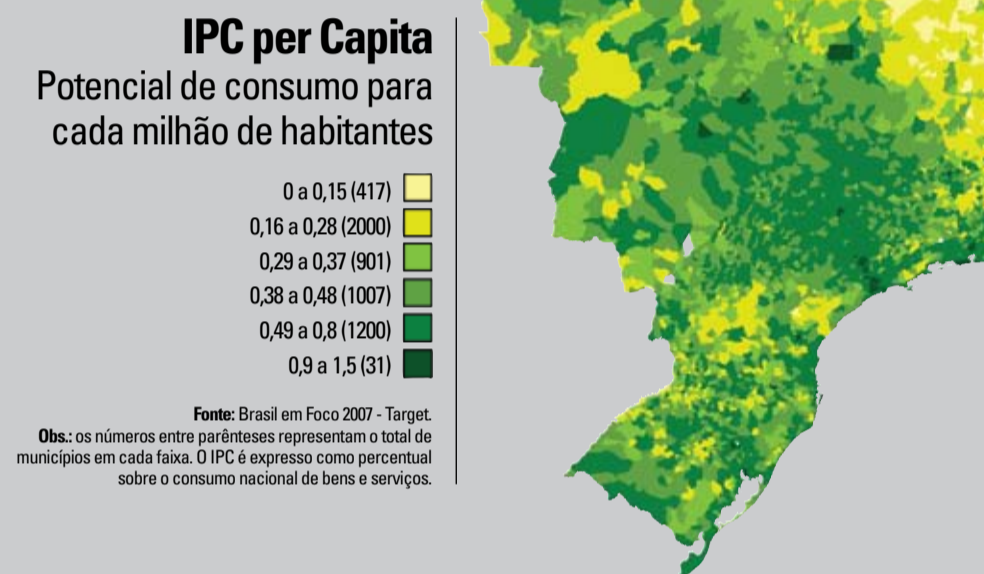 IPC per Capita
Potencial de consumo para
cada milhão de habitantes
0 a 0,15 (417)
0,16 a 0,28 (2000)
0,29 a 0,37 (901)
0,38 a 0,48 (1007)
0,49 a 0,8 (1200)
0,9 a 1,5 (31)
Fonte: Brasil em Foco 2007 - Target.
Obs.: os números entre parênteses representam o total de
municípios em cada faixa. O IPC é expresso como percentual
sobre o consumo nacional de bens e serviços.